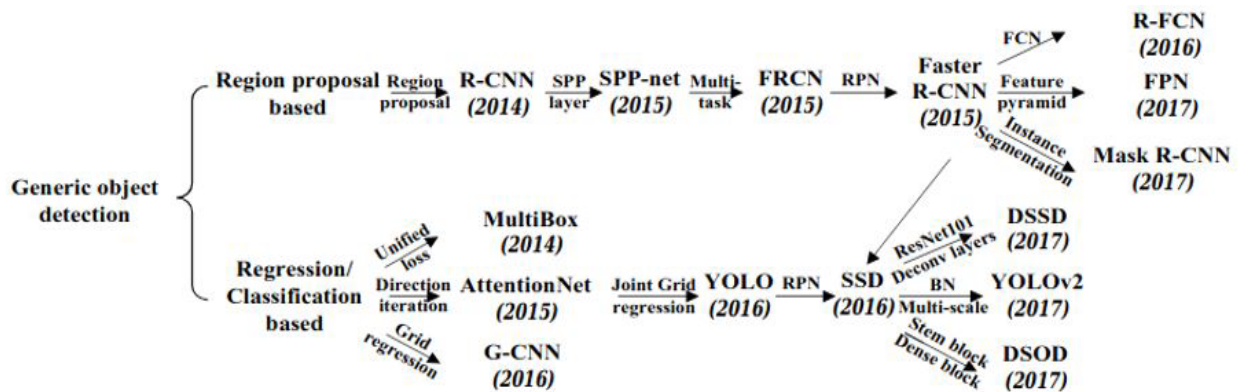 Generic object
detection
Region proposal
based
Region
proposal
R-CNN
(2014)
SPP
layer
SPP-net
(2015)
Multi-
task
FRCN
(2015)
RPN
Faster
R-CNN
(2015)
FCN
R-FCN
(2016)
Feature
pyramid
FPN
(2017)
Instance
Segmentation
Mask R-CNN
(2017)
Regression/
Classification
based
Unified
loss
MultiBox
(2014)
Direction
iteration
AttentionNet
(2015)
Grid
regression
G-CNN
(2016)
Joint Grid
regression
YOLO
(2016)
RPN
SSD
(2016)
ResNet101
Deconv layers
DSSD
(2017)
BN
Multi-scale
YOLOv2
(2017)
Stem block
Dense block
DSOD
(2017)